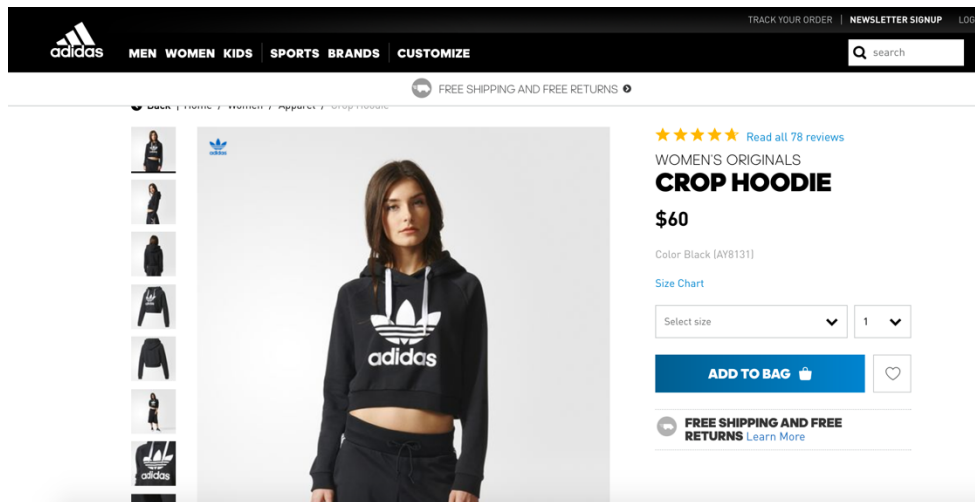 TRACK YOUR ORDER | NEWSLETTER SIGNUP LOG
adidas
MEN WOMEN KIDS | SPORTS BRANDS | CUSTOMIZE
search
FREE SHIPPING AND FREE RETURNS
Back | Home / Women / Apparel / Crop Hoodie
adidas
adidas
adidas
Read all 78 reviews
WOMEN'S ORIGINALS
CROP HOODIE
$60
Color Black (AY8131)
Size Chart
Select size
1
ADD TO BAG
FREE SHIPPING AND FREE
RETURNS Learn More